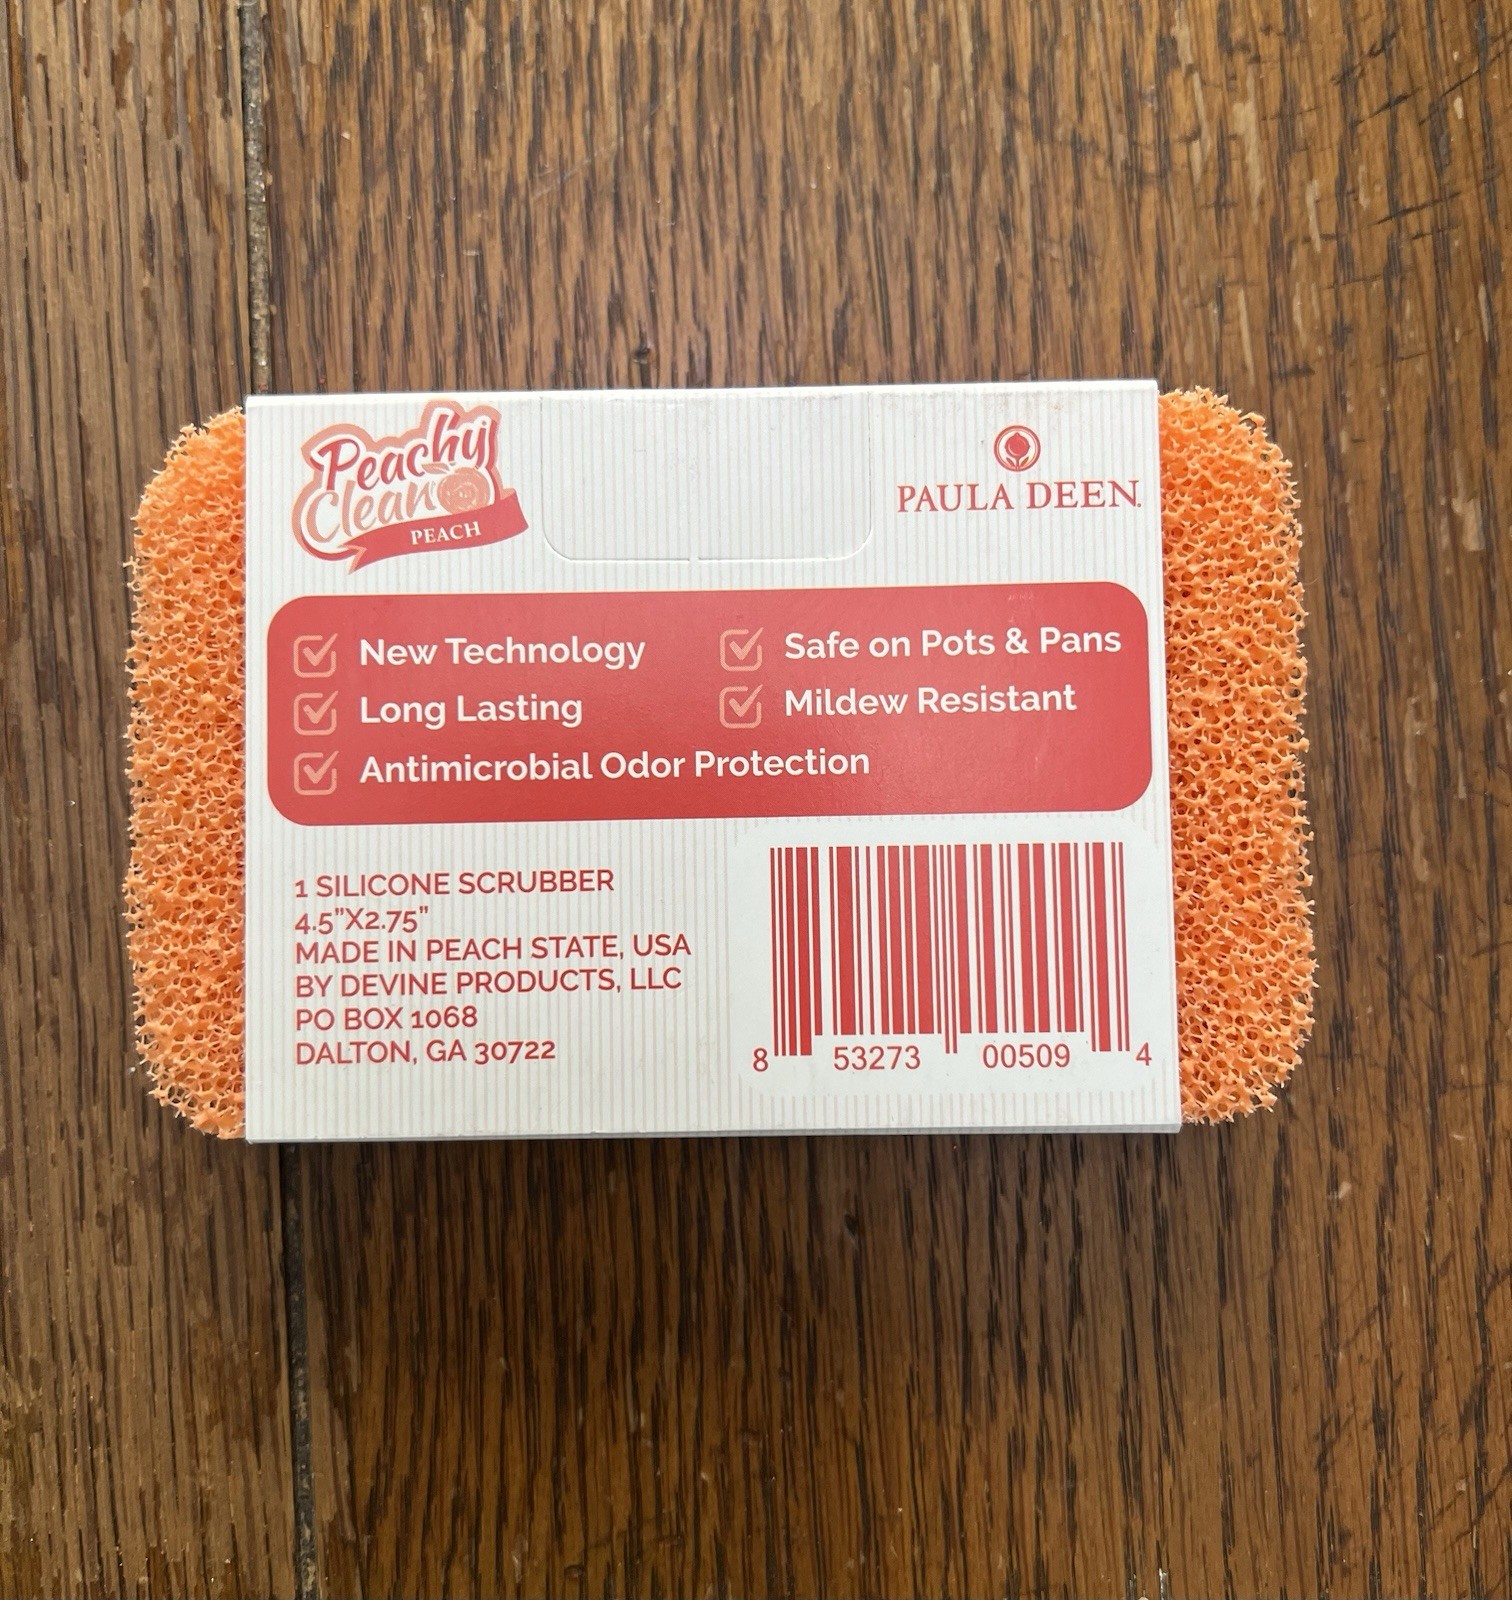 Peachy
Clean
PEACH
PAULA DEEN.
New Technology
Safe on Pots & Pans
Long Lasting
Mildew Resistant
Antimicrobial Odor Protection
1 SILICONE SCRUBBER
4.5”X2.75”
MADE IN PEACH STATE, USA
BY DEVINE PRODUCTS, LLC
PO BOX 1068
DALTON, GA 30722
8 53273 00509 4